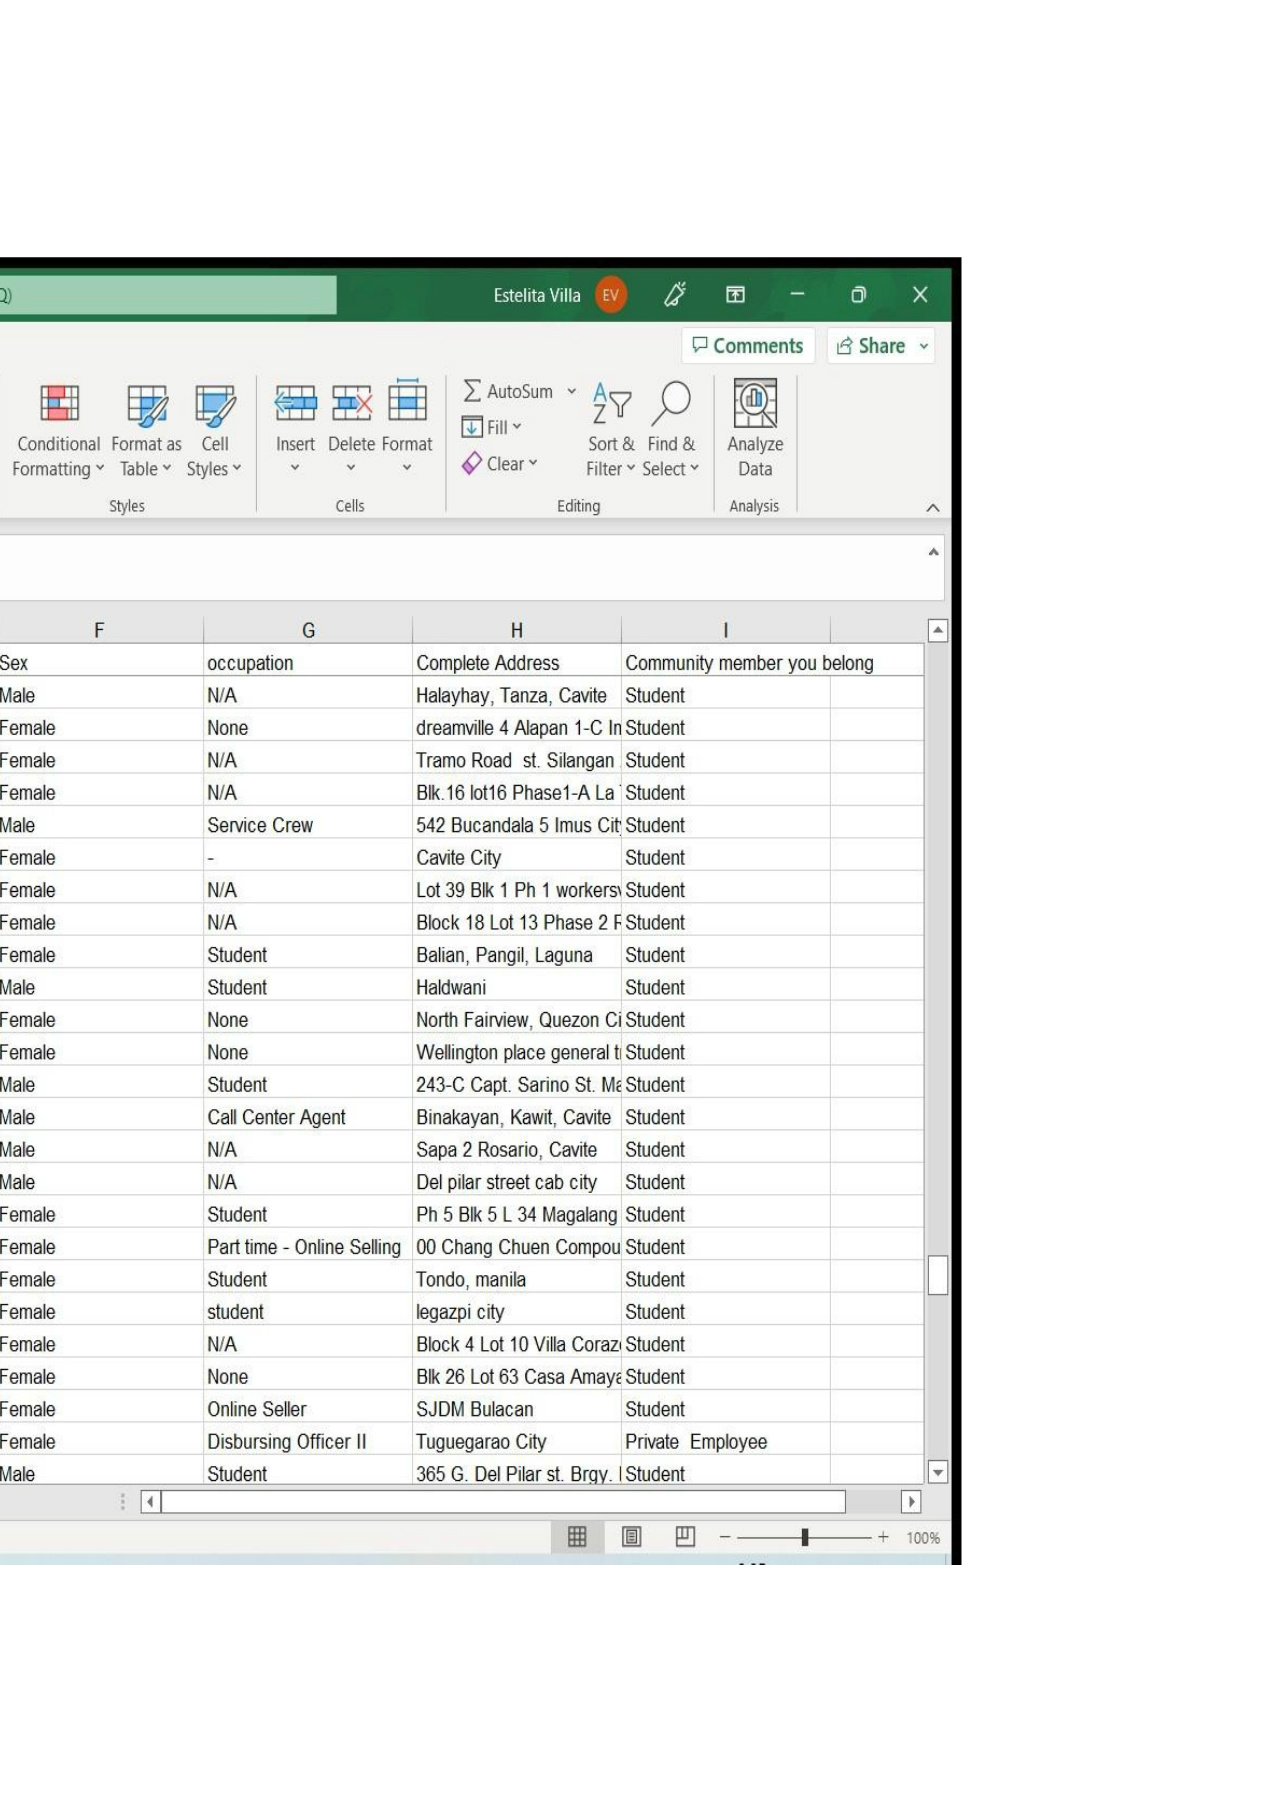 Q)
Estelita Villa EV
Comments Share
Conditional Formatting Format as Table Cell Styles Insert Delete Format AutoSum Fill Clear Sort & Filter Find & Select Analyze Data
Styles Cells Editing Analysis
F G H I
Sex occupation Complete Address Community member you belong
Male N/A Halayhay, Tanza, Cavite Student
Female None dreamville 4 Alapan 1-C Student
Female N/A Tramo Road st. Silangan Student
Female N/A Blk.16 lot16 Phase1-A La Student
Male Service Crew 542 Bucandala 5 Imus Student
Female - Cavite City Student
Female N/A Lot 39 Blk 1 Ph 1 Student
Female N/A Block 18 Lot 13 Phase 2 Student
Female Student Balian, Pangil, Laguna Student
Male Student Haldwani Student
Female None North Fairview, Quezon Student
Female None Wellington place general Student
Male Student 243-C Capt. Sarino St. Student
Male Call Center Agent Binakayan, Kawit, Cavite Student
Male N/A Sapa 2 Rosario, Cavite Student
Male N/A Del pilar street cab city Student
Female Student Ph 5 Blk 5 L 34 Magalang Student
Female Part time - Online Selling 00 Chang Chuen Compou Student
Female Student Tondo, manila Student
Female student legazpi city Student
Female N/A Block 4 Lot 10 Villa Student
Female None Blk 26 Lot 63 Casa Student
Female Online Seller SJDM Bulacan Student
Female Disbursing Officer II Tuguegarao City Private Employee
Male Student 365 G. Del Pilar st. Brgy. Student
100%